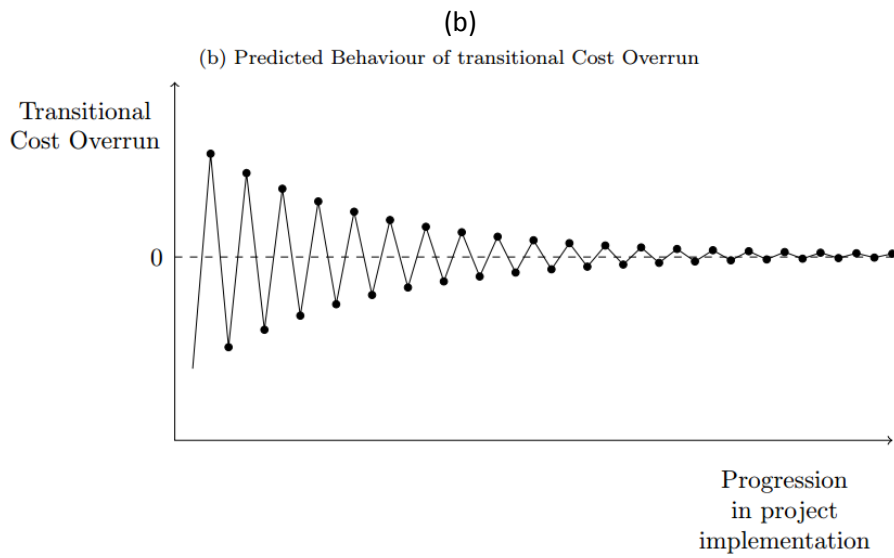 (b)
(b) Predicted Behaviour of transitional Cost Overrun
Transitional
Cost Overrun
0
Progression
in project
implementation